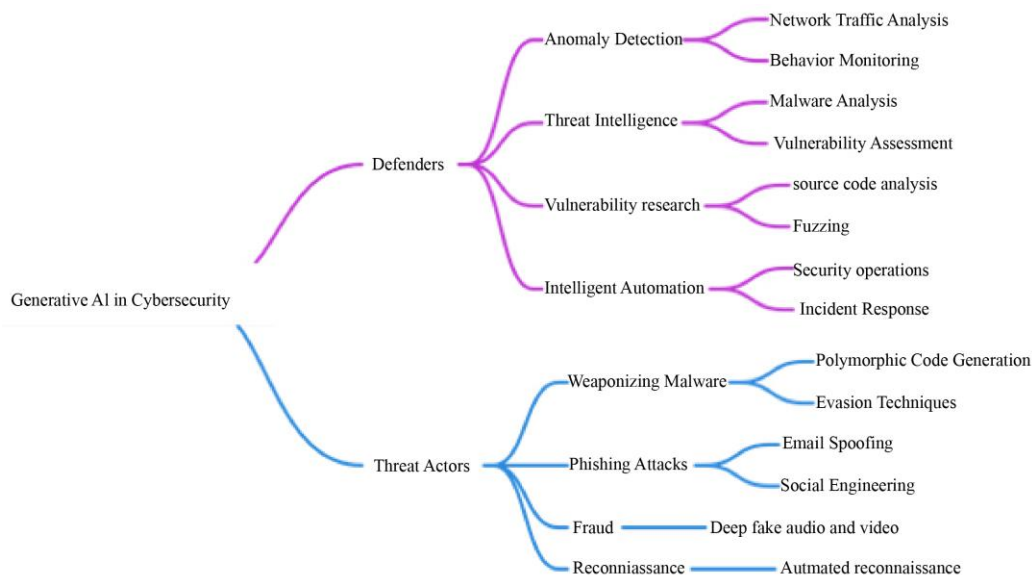 Generative AI in Cybersecurity
Defenders
Anomaly Detection
Network Traffic Analysis
Behavior Monitoring
Threat Intelligence
Malware Analysis
Vulnerability Assessment
Vulnerability research
source code analysis
Fuzzing
Intelligent Automation
Security operations
Incident Response
Threat Actors
Weaponizing Malware
Polymorphic Code Generation
Evasion Techniques
Phishing Attacks
Email Spoofing
Social Engineering
Fraud
Deep fake audio and video
Reconniassance
Autmated reconnaissance